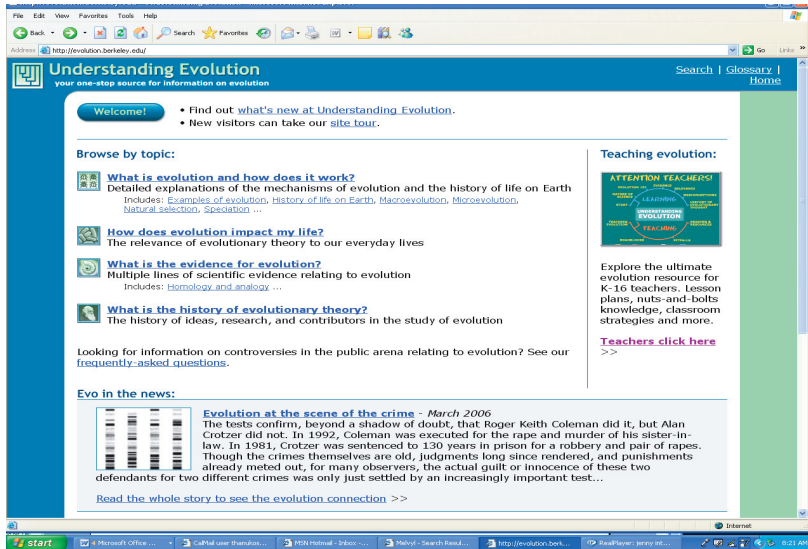 File Edit View Favorites Tools Help
Back Search Favorites
Address http://evolution.berkeley.edu/ Go Links »
Understanding Evolution
your one-stop source for information on evolution
Search | Glossary |
Home
Welcome!
• Find out what's new at Understanding Evolution.
• New visitors can take our site tour.
Browse by topic:
What is evolution and how does it work?
Detailed explanations of the mechanisms of evolution and the history of life on Earth
Includes: Examples of evolution, History of life on Earth, Macroevolution, Microevolution,
Natural selection, Speciation ...
How does evolution impact my life?
The relevance of evolutionary theory to our everyday lives
What is the evidence for evolution?
Multiple lines of scientific evidence relating to evolution
Includes: Homology and analogy ...
What is the history of evolutionary theory?
The history of ideas, research, and contributors in the study of evolution
Looking for information on controversies in the public arena relating to evolution? See our
frequently-asked questions.
Teaching evolution:
ATTENTION TEACHERS!
LEARNING
UNDERSTANDING
EVOLUTION
TEACHING
Explore the ultimate
evolution resource for
K-16 teachers. Lesson
plans, nuts-and-bolts
knowledge, classroom
strategies and more.
Teachers click here
>>
Evo in the news:
Evolution at the scene of the crime - March 2006
The tests confirm, beyond a shadow of doubt, that Roger Keith Coleman did it, but Alan
Crotzer did not. In 1992, Coleman was executed for the rape and murder of his sister-in-
law. In 1981, Crotzer was sentenced to 130 years in prison for a robbery and pair of rapes.
Though the crimes themselves are old, judgments long since rendered, and punishments
already meted out, for many observers, the actual guilt or innocence of these two
defendants for two different crimes was only just settled by an increasingly important test...
Read the whole story to see the evolution connection >>
Internet
start 4 Microsoft Office ... CalMail user thanukos... MSN Hotmail - Inbox -... Melvyl - Search Resul... http://evolution.berk... RealPlayer: jenny int... 8:21 AM